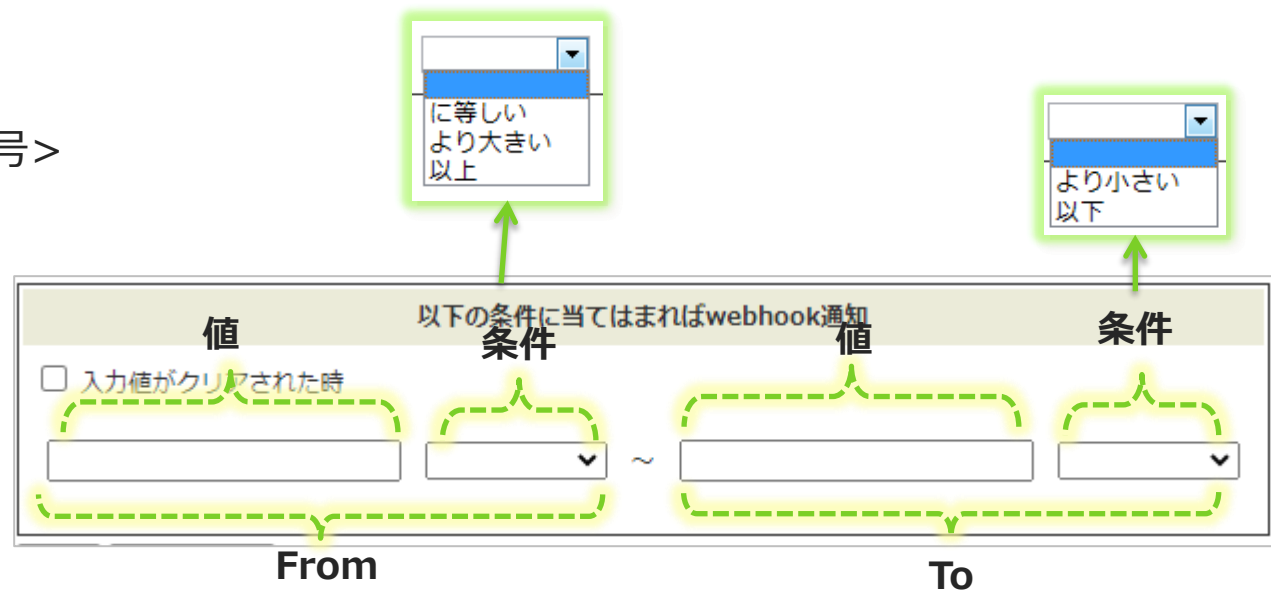 に等しい
より大きい
以上
号>
より小さい
以下
以下の条件に当てはまればwebhook通知
値
条件
値
条件
入力値がクリアされた時
~
From
To